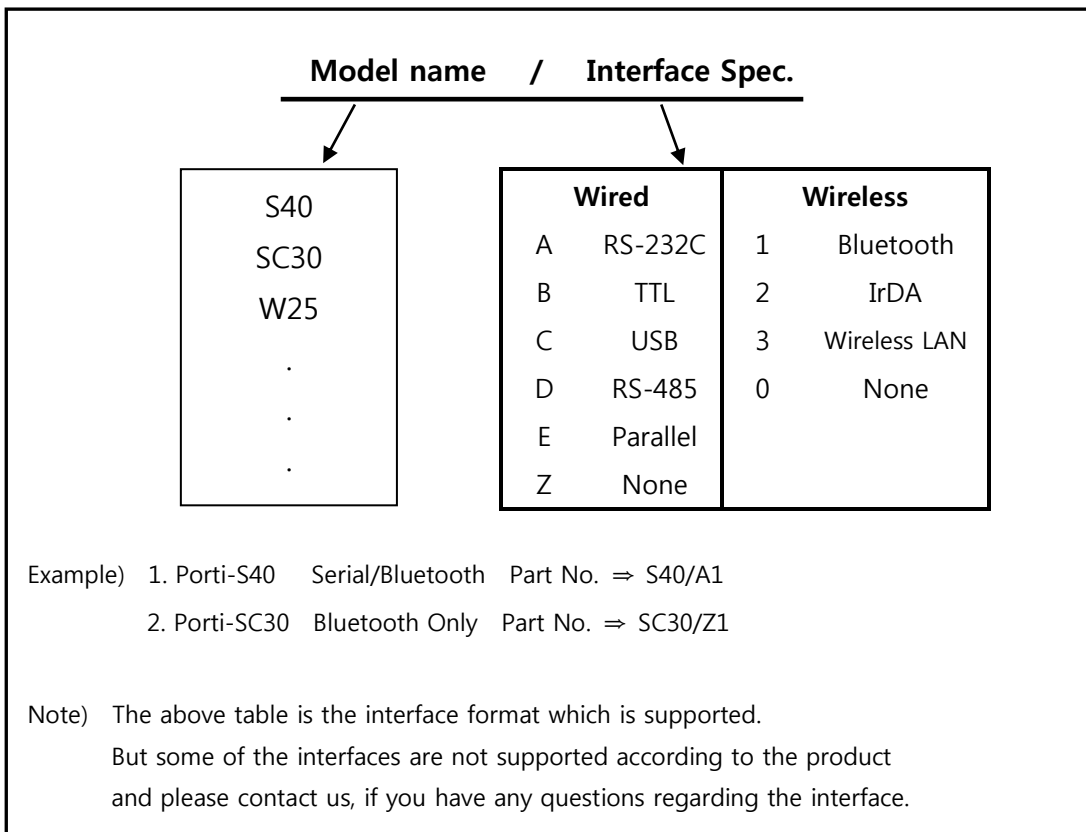 Model name / Interface Spec.
S40
SC30
W25
.
.
.
Wired Wireless
A RS-232C 1 Bluetooth
B TTL 2 IrDA
C USB 3 Wireless LAN
D RS-485 0 None
E Parallel
Z None
Example) 1. Porti-S40 Serial/Bluetooth Part No. ⇒ S40/A1
2. Porti-SC30 Bluetooth Only Part No. ⇒ SC30/Z1
Note) The above table is the interface format which is supported.
But some of the interfaces are not supported according to the product
and please contact us, if you have any questions regarding the interface.